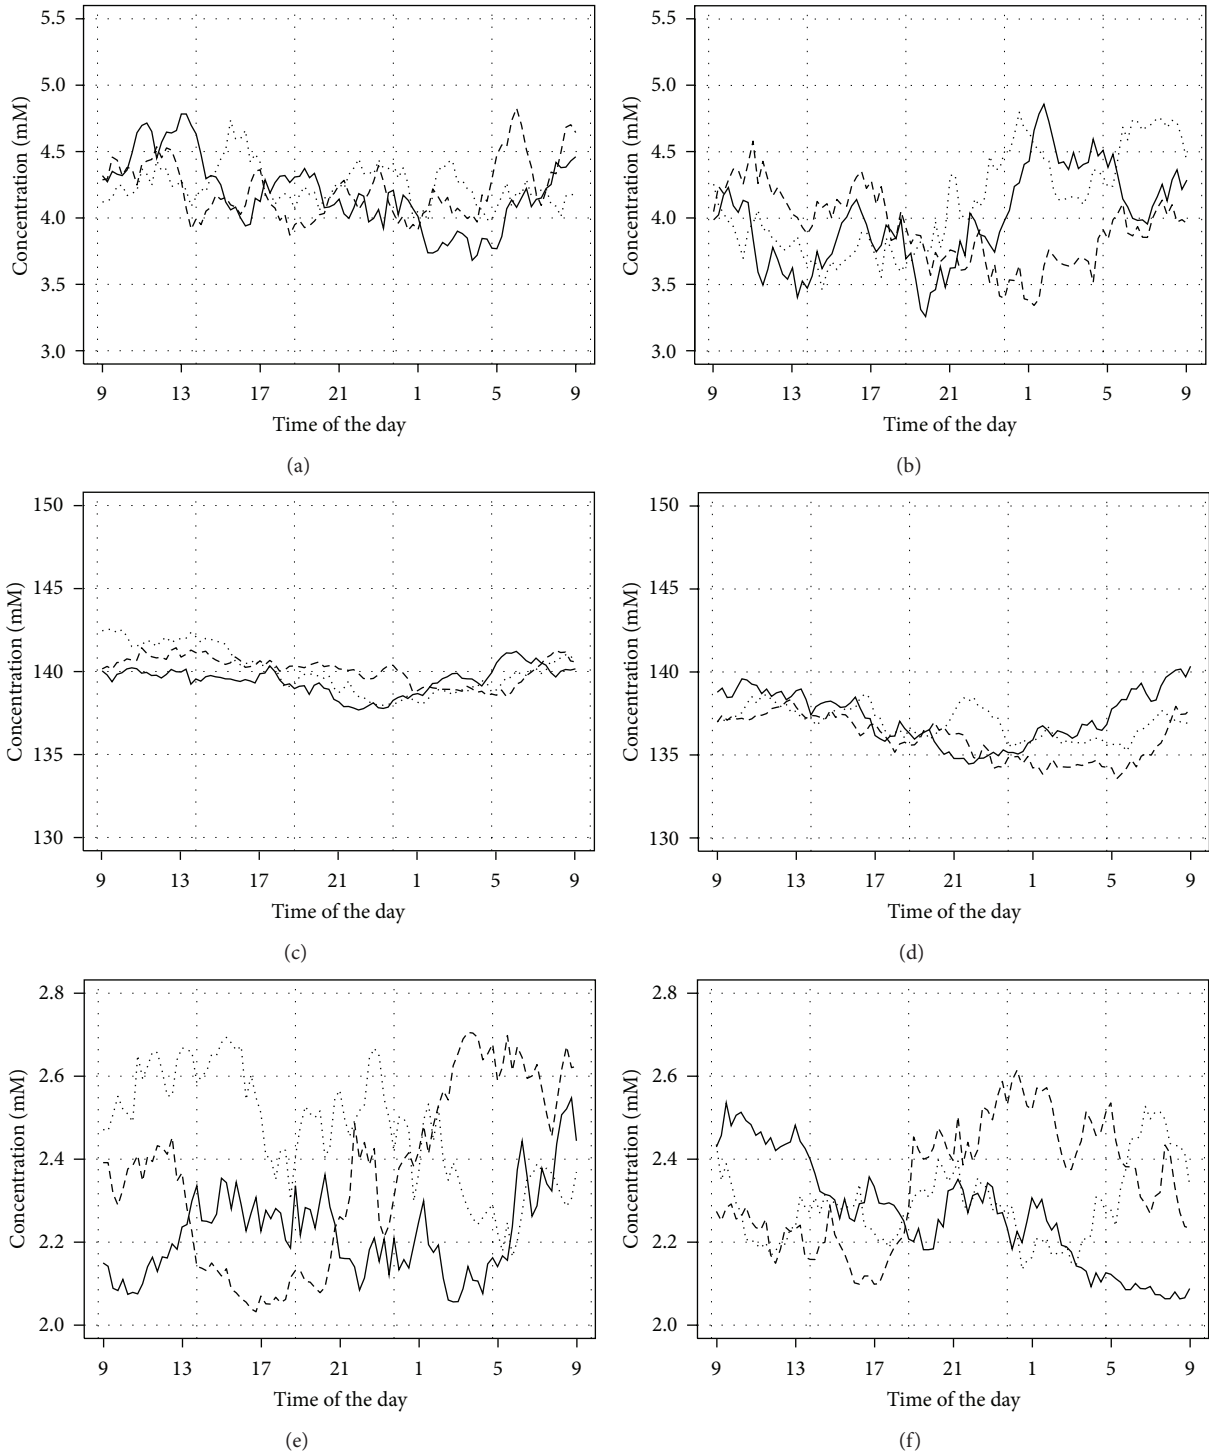 5.5
5.0
4.5
4.0
3.5
3.0
Concentration (mM)
9 13 17 21 1 5 9
Time of the day
(a)
5.5
5.0
4.5
4.0
3.5
3.0
Concentration (mM)
9 13 17 21 1 5 9
Time of the day
(b)
150
145
140
135
130
Concentration (mM)
9 13 17 21 1 5 9
Time of the day
(c)
150
145
140
135
130
Concentration (mM)
9 13 17 21 1 5 9
Time of the day
(d)
2.8
2.6
2.4
2.2
2.0
Concentration (mM)
9 13 17 21 1 5 9
Time of the day
(e)
2.8
2.6
2.4
2.2
2.0
Concentration (mM)
9 13 17 21 1 5 9
Time of the day
(f)